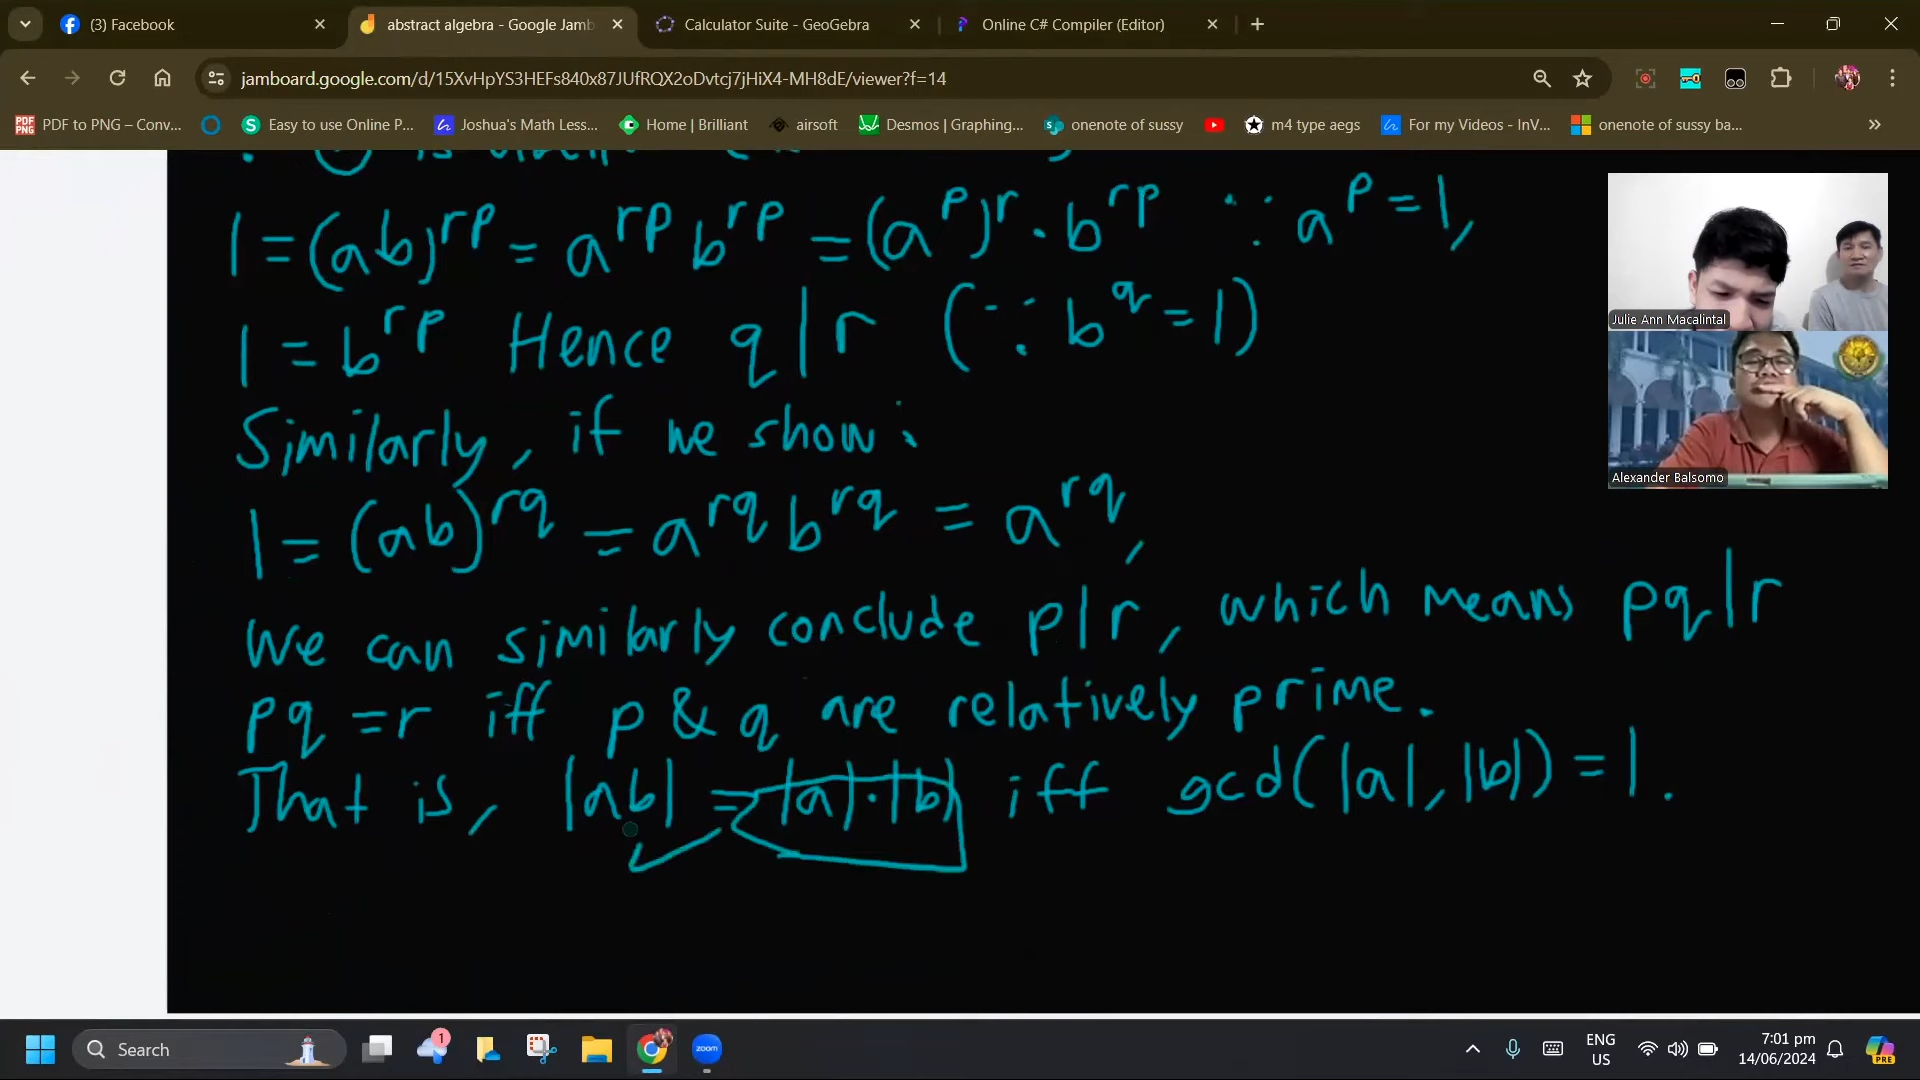 (3) Facebook
abstract algebra - Google Jamb
Calculator Suite - GeoGebra
Online C# Compiler (Editor)
jamboard.google.com/d/15XvHpYS3HEFs840x87JUfRQX2oDvtcj7jHiX4-MH8dE/viewer?f=14
PDF to PNG – Conv...
Easy to use Online P...
Joshua's Math Less...
Home | Brilliant
airsoft
Desmos | Graphing...
onenote of sussy
m4 type aegs
For my Videos - InV...
onenote of sussy ba...
1 = (ab)^rp = a^rp b^rp = (a^p)^r · b^rp ∵ a^p = 1,
1 = b^rp Hence q | r (∵ b^q = 1)
Similarly, if we show:
1 = (ab)^rq = a^rq b^rq = a^rq,
We can similarly conclude p | r, which means pq | r
pq = r iff p & q are relatively prime.
That is, |ab| = |a|·|b| iff gcd(|a|,|b|) = 1.
Julie Ann Macalintal
Alexander Balsomo
Search
1
zoom
ENG
US
7:01 pm
14/06/2024
PRE